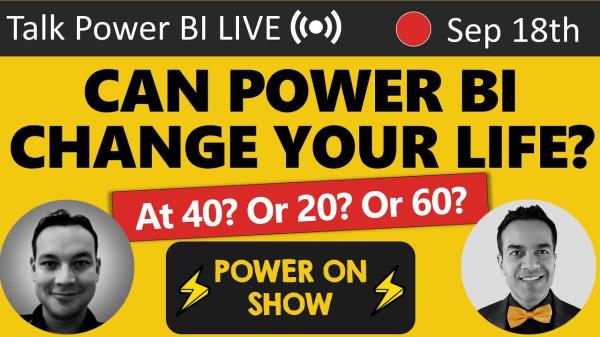 Talk Power BI LIVE
Sep 18th
CAN POWER BI
CHANGE YOUR LIFE?
At 40? Or 20? Or 60?
POWER ON
SHOW